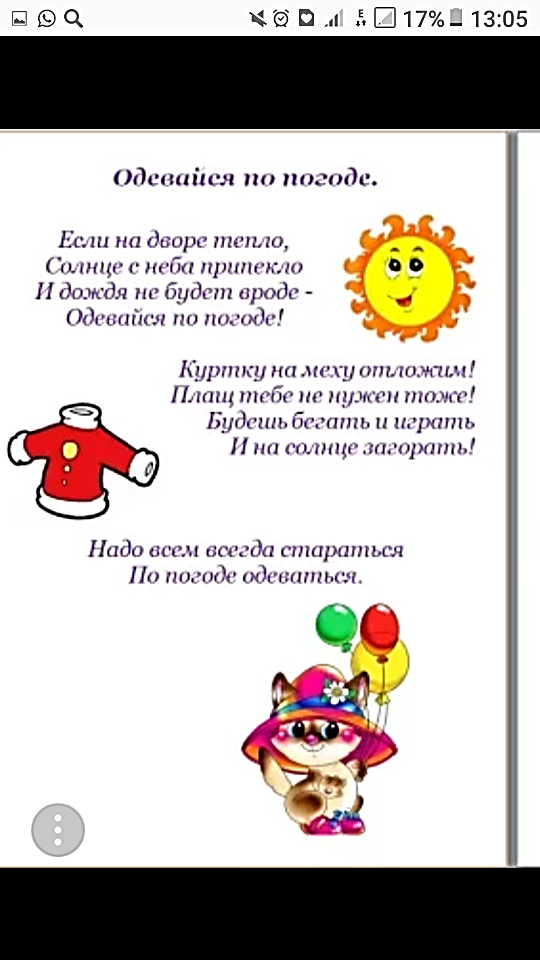 17% 13:05
Одевайся по погоде.
Если на дворе тепло,
Солнце с неба припекло
И дождя не будет вроде -
Одевайся по погоде!
Куртку на меху отложим!
Плащ тебе не нужен тоже!
Будешь бегать и играть
И на солнце загорать!
Надо всем всегда стараться
По погоде одеваться.